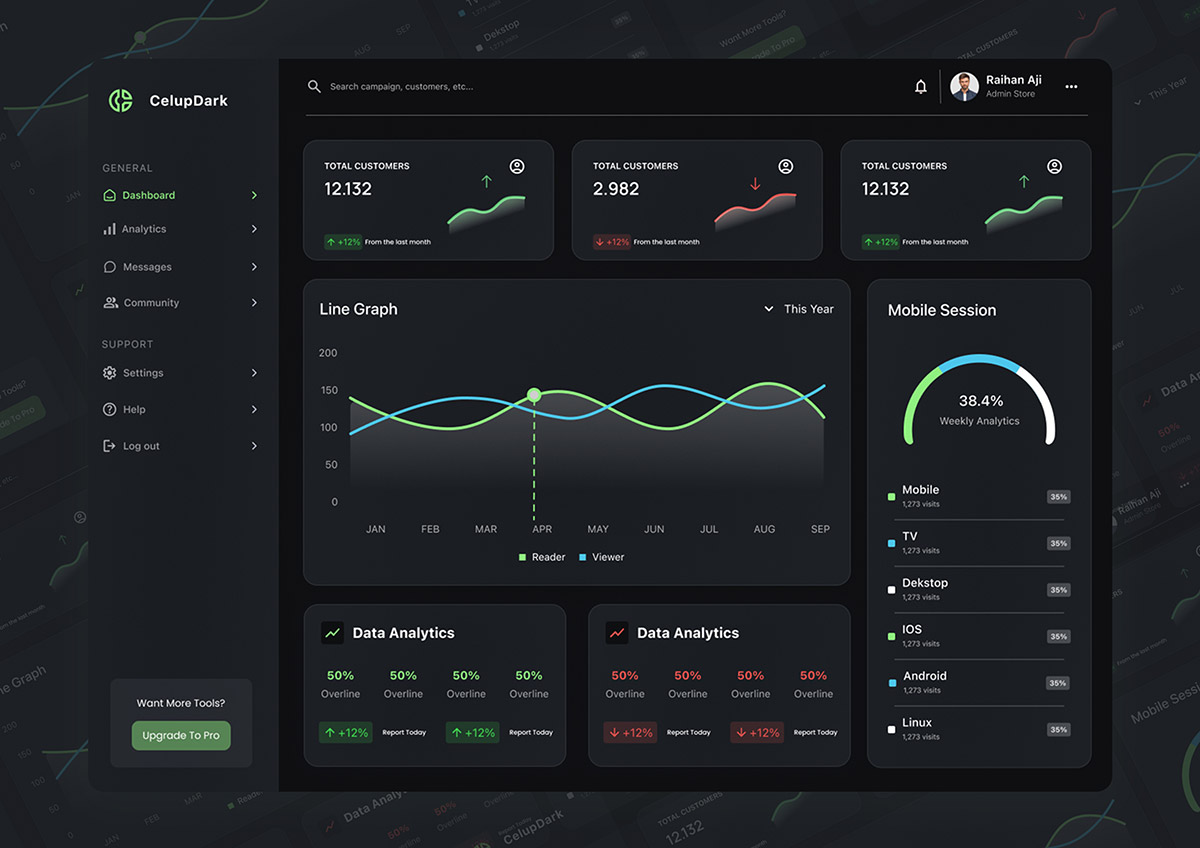 CelupDark
GENERAL
Dashboard
Analytics
Messages
Community
SUPPORT
Settings
Help
Log out
Want More Tools?
Upgrade To Pro
Search campaign, customers, etc...
Raihan Aji
Admin Store
TOTAL CUSTOMERS
12.132
+12% From the last month
TOTAL CUSTOMERS
2.982
+12% From the last month
TOTAL CUSTOMERS
12.132
+12% From the last month
Line Graph
This Year
200
150
100
50
0
JAN FEB MAR APR MAY JUN JUL AUG SEP
Reader Viewer
Mobile Session
38.4%
Weekly Analytics
Mobile
1,273 visits
35%
TV
1,273 visits
35%
Dekstop
1,273 visits
35%
IOS
1,273 visits
35%
Android
1,273 visits
35%
Linux
1,273 visits
35%
Data Analytics
50% 50% 50% 50%
Overline Overline Overline Overline
+12% Report Today +12% Report Today
Data Analytics
50% 50% 50% 50%
Overline Overline Overline Overline
+12% Report Today +12% Report Today